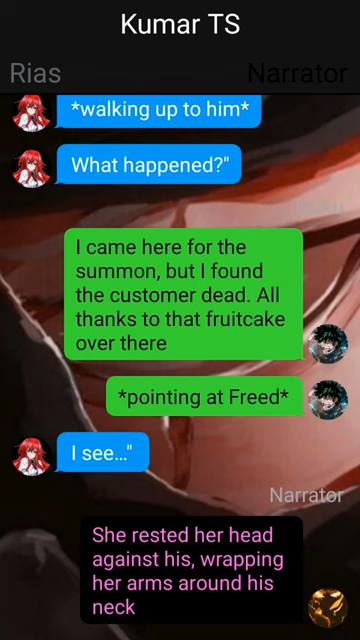 Kumar TS
Rias
Narrator
*walking up to him*
What happened?"
I came here for the
summon, but I found
the customer dead. All
thanks to that fruitcake
over there
*pointing at Freed*
I see..."
Narrator
She rested her head
against his, wrapping
her arms around his
neck